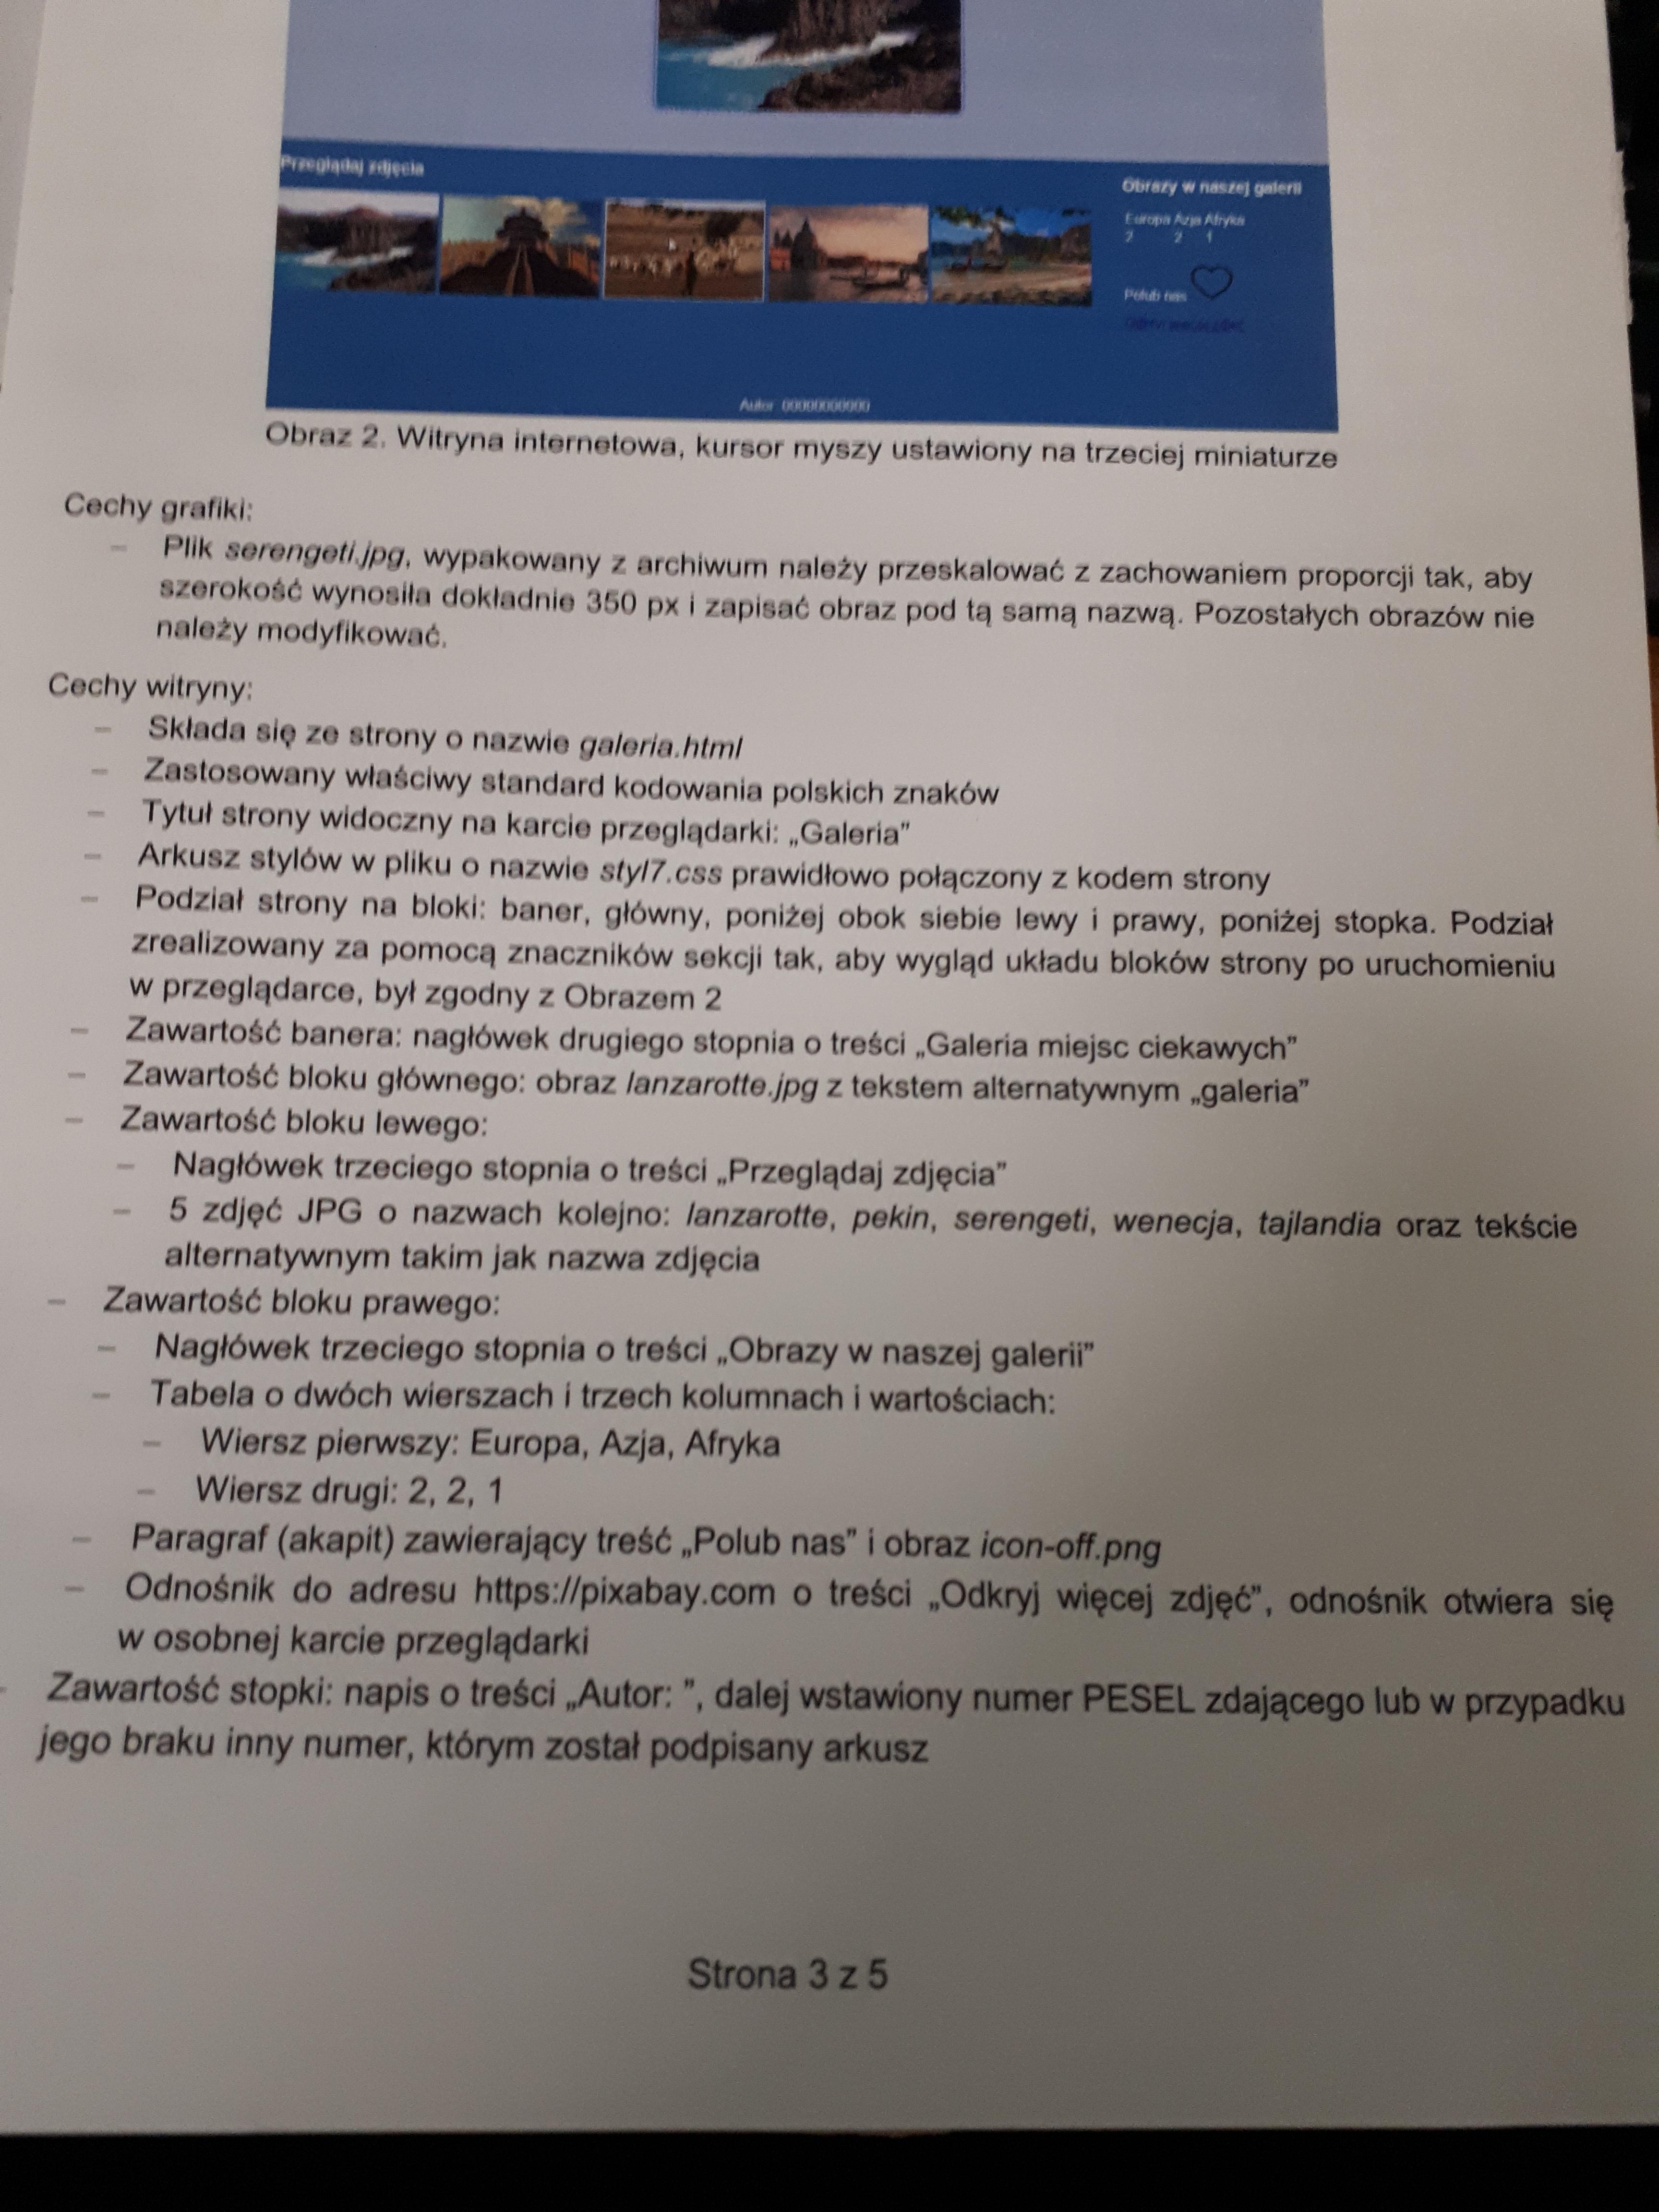 Przeglądaj zdjęcia
Obrazy w naszej galerii
Europa Azja Afryka
2 2 1
Polub nas
Autor 00000000000
Obraz 2. Witryna internetowa, kursor myszy ustawiony na trzeciej miniaturze
Cechy grafiki:
– Plik serengeti.jpg, wypakowany z archiwum należy przeskalować z zachowaniem proporcji tak, aby
szerokość wynosiła dokładnie 350 px i zapisać obraz pod tą samą nazwą. Pozostałych obrazów nie
należy modyfikować.
Cechy witryny:
– Składa się ze strony o nazwie galeria.html
– Zastosowany właściwy standard kodowania polskich znaków
– Tytuł strony widoczny na karcie przeglądarki: „Galeria”
– Arkusz stylów w pliku o nazwie styl7.css prawidłowo połączony z kodem strony
– Podział strony na bloki: baner, główny, poniżej obok siebie lewy i prawy, poniżej stopka. Podział
zrealizowany za pomocą znaczników sekcji tak, aby wygląd układu bloków strony po uruchomieniu
w przeglądarce, był zgodny z Obrazem 2
– Zawartość banera: nagłówek drugiego stopnia o treści „Galeria miejsc ciekawych”
– Zawartość bloku głównego: obraz lanzarotte.jpg z tekstem alternatywnym „galeria”
– Zawartość bloku lewego:
– Nagłówek trzeciego stopnia o treści „Przeglądaj zdjęcia”
– 5 zdjęć JPG o nazwach kolejno: lanzarotte, pekin, serengeti, wenecja, tajlandia oraz tekście
alternatywnym takim jak nazwa zdjęcia
– Zawartość bloku prawego:
– Nagłówek trzeciego stopnia o treści „Obrazy w naszej galerii”
– Tabela o dwóch wierszach i trzech kolumnach i wartościach:
– Wiersz pierwszy: Europa, Azja, Afryka
– Wiersz drugi: 2, 2, 1
– Paragraf (akapit) zawierający treść „Polub nas” i obraz icon-off.png
– Odnośnik do adresu https://pixabay.com o treści „Odkryj więcej zdjęć”, odnośnik otwiera się
w osobnej karcie przeglądarki
- Zawartość stopki: napis o treści „Autor: ”, dalej wstawiony numer PESEL zdającego lub w przypadku
jego braku inny numer, którym został podpisany arkusz
Strona 3 z 5